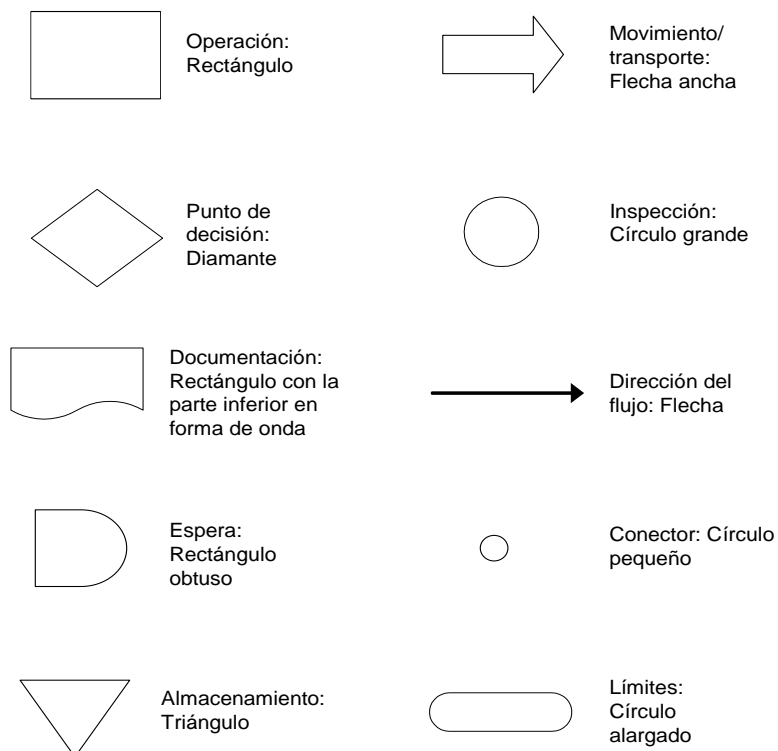 Operación:
Rectángulo
Movimiento/
transporte:
Flecha ancha
Punto de
decisión:
Diamante
Inspección:
Círculo grande
Documentación:
Rectángulo con la
parte inferior en
forma de onda
Dirección del
flujo: Flecha
Espera:
Rectángulo
obtuso
Conector: Círculo
pequeño
Almacenamiento:
Triángulo
Límites:
Círculo
alargado